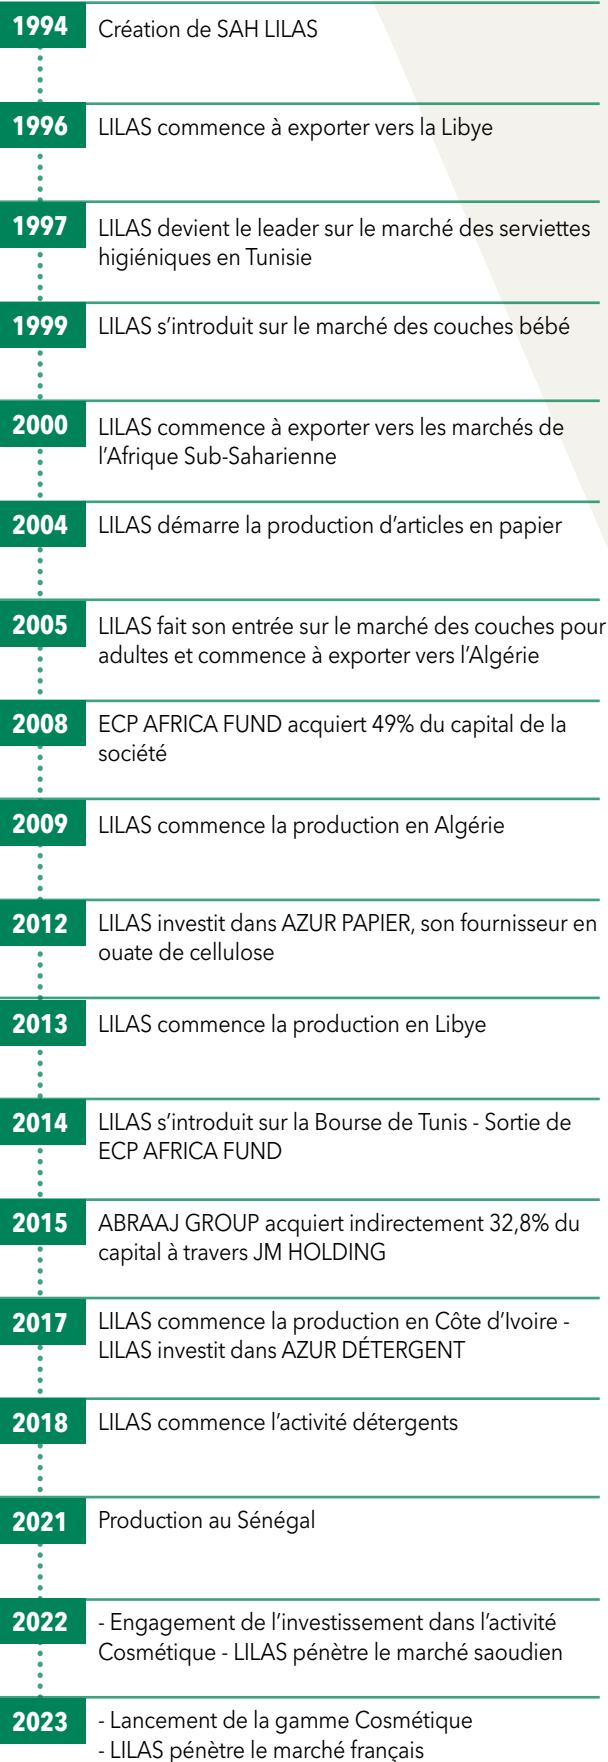 1994
Création de SAH LILAS
1996
LILAS commence à exporter vers la Libye
1997
LILAS devient le leader sur le marché des serviettes
higiéniques en Tunisie
1999
LILAS s’introduit sur le marché des couches bébé
2000
LILAS commence à exporter vers les marchés de
l’Afrique Sub-Saharienne
2004
LILAS démarre la production d’articles en papier
2005
LILAS fait son entrée sur le marché des couches pour
adultes et commence à exporter vers l’Algérie
2008
ECP AFRICA FUND acquiert 49% du capital de la
société
2009
LILAS commence la production en Algérie
2012
LILAS investit dans AZUR PAPIER, son fournisseur en
ouate de cellulose
2013
LILAS commence la production en Libye
2014
LILAS s’introduit sur la Bourse de Tunis - Sortie de
ECP AFRICA FUND
2015
ABRAAJ GROUP acquiert indirectement 32,8% du
capital à travers JM HOLDING
2017
LILAS commence la production en Côte d’Ivoire -
LILAS investit dans AZUR DÉTERGENT
2018
LILAS commence l’activité détergents
2021
Production au Sénégal
2022
- Engagement de l’investissement dans l’activité
Cosmétique - LILAS pénètre le marché saoudien
2023
- Lancement de la gamme Cosmétique
- LILAS pénètre le marché français